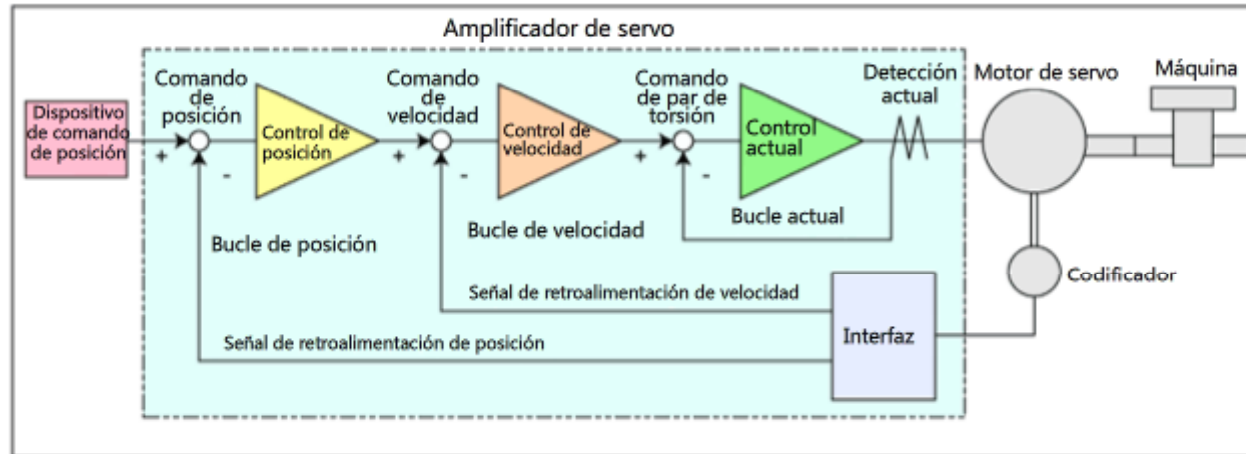 Amplificador de servo
Dispositivo
de comando
de posición
Comando
de
posición
+
-
Control de
posición
Comando
de
velocidad
+
-
Control de
velocidad
Comando
de par de
torsión
+
-
Control
actual
Detección
actual
Motor de servo
Máquina
Bucle de posición
Bucle de velocidad
Bucle actual
Codificador
Señal de retroalimentación de velocidad
Señal de retroalimentación de posición
Interfaz